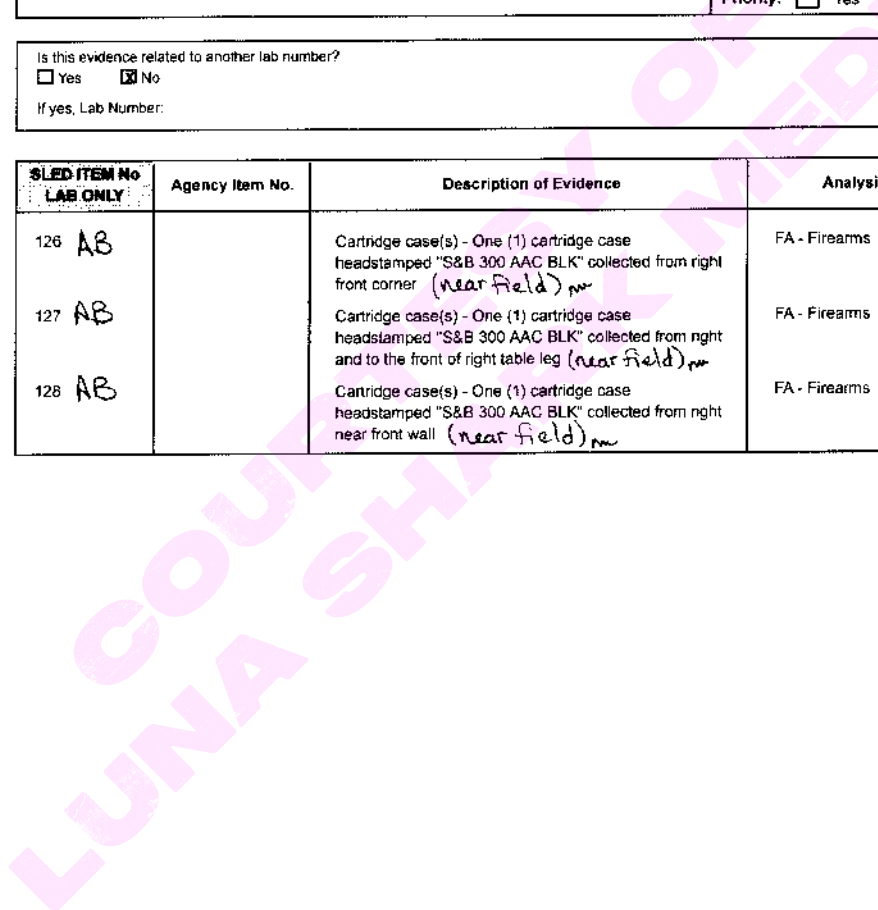 Priority: Yes
Is this evidence related to another lab number?
Yes X No
If yes, Lab Number:
SLED ITEM No
LAB ONLY
Agency Item No.
Description of Evidence
Analysi
126 AB
Cartridge case(s) - One (1) cartridge case
headstamped "S&B 300 AAC BLK" collected from right
front corner (near field)
FA - Firearms
127 AB
Cartridge case(s) - One (1) cartridge case
headstamped "S&B 300 AAC BLK" collected from right
and to the front of right table leg (near field)
FA - Firearms
128 AB
Cartridge case(s) - One (1) cartridge case
headstamped "S&B 300 AAC BLK" collected from right
near front wall (near field)
FA - Firearms
COURTESY OF
LUNA SHARK MED